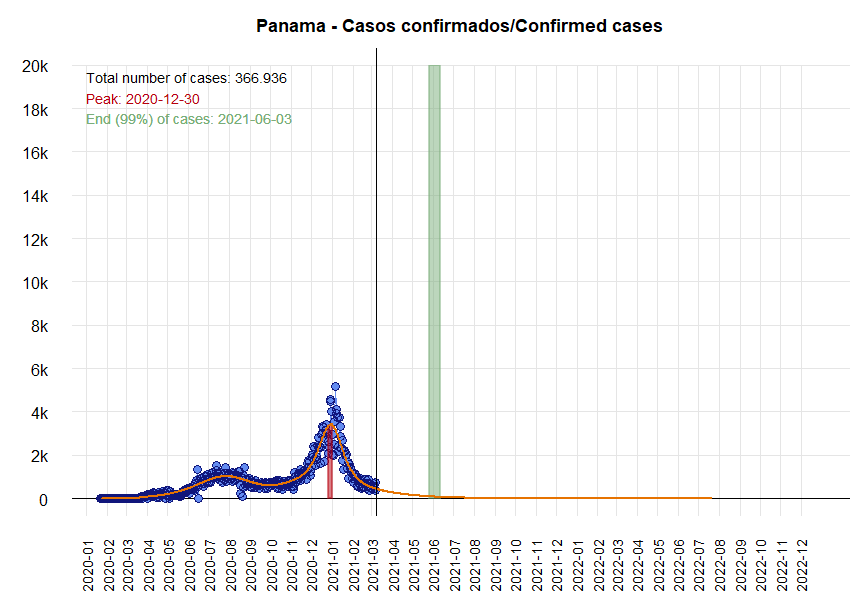 Panama - Casos confirmados/Confirmed cases
20k
18k
16k
14k
12k
10k
8k
6k
4k
2k
0
Total number of cases: 366.936
Peak: 2020-12-30
End (99%) of cases: 2021-06-03
2020-01
2020-02
2020-03
2020-04
2020-05
2020-06
2020-07
2020-08
2020-09
2020-10
2020-11
2020-12
2021-01
2021-02
2021-03
2021-04
2021-05
2021-06
2021-07
2021-08
2021-09
2021-10
2021-11
2021-12
2022-01
2022-02
2022-03
2022-04
2022-05
2022-06
2022-07
2022-08
2022-09
2022-10
2022-11
2022-12